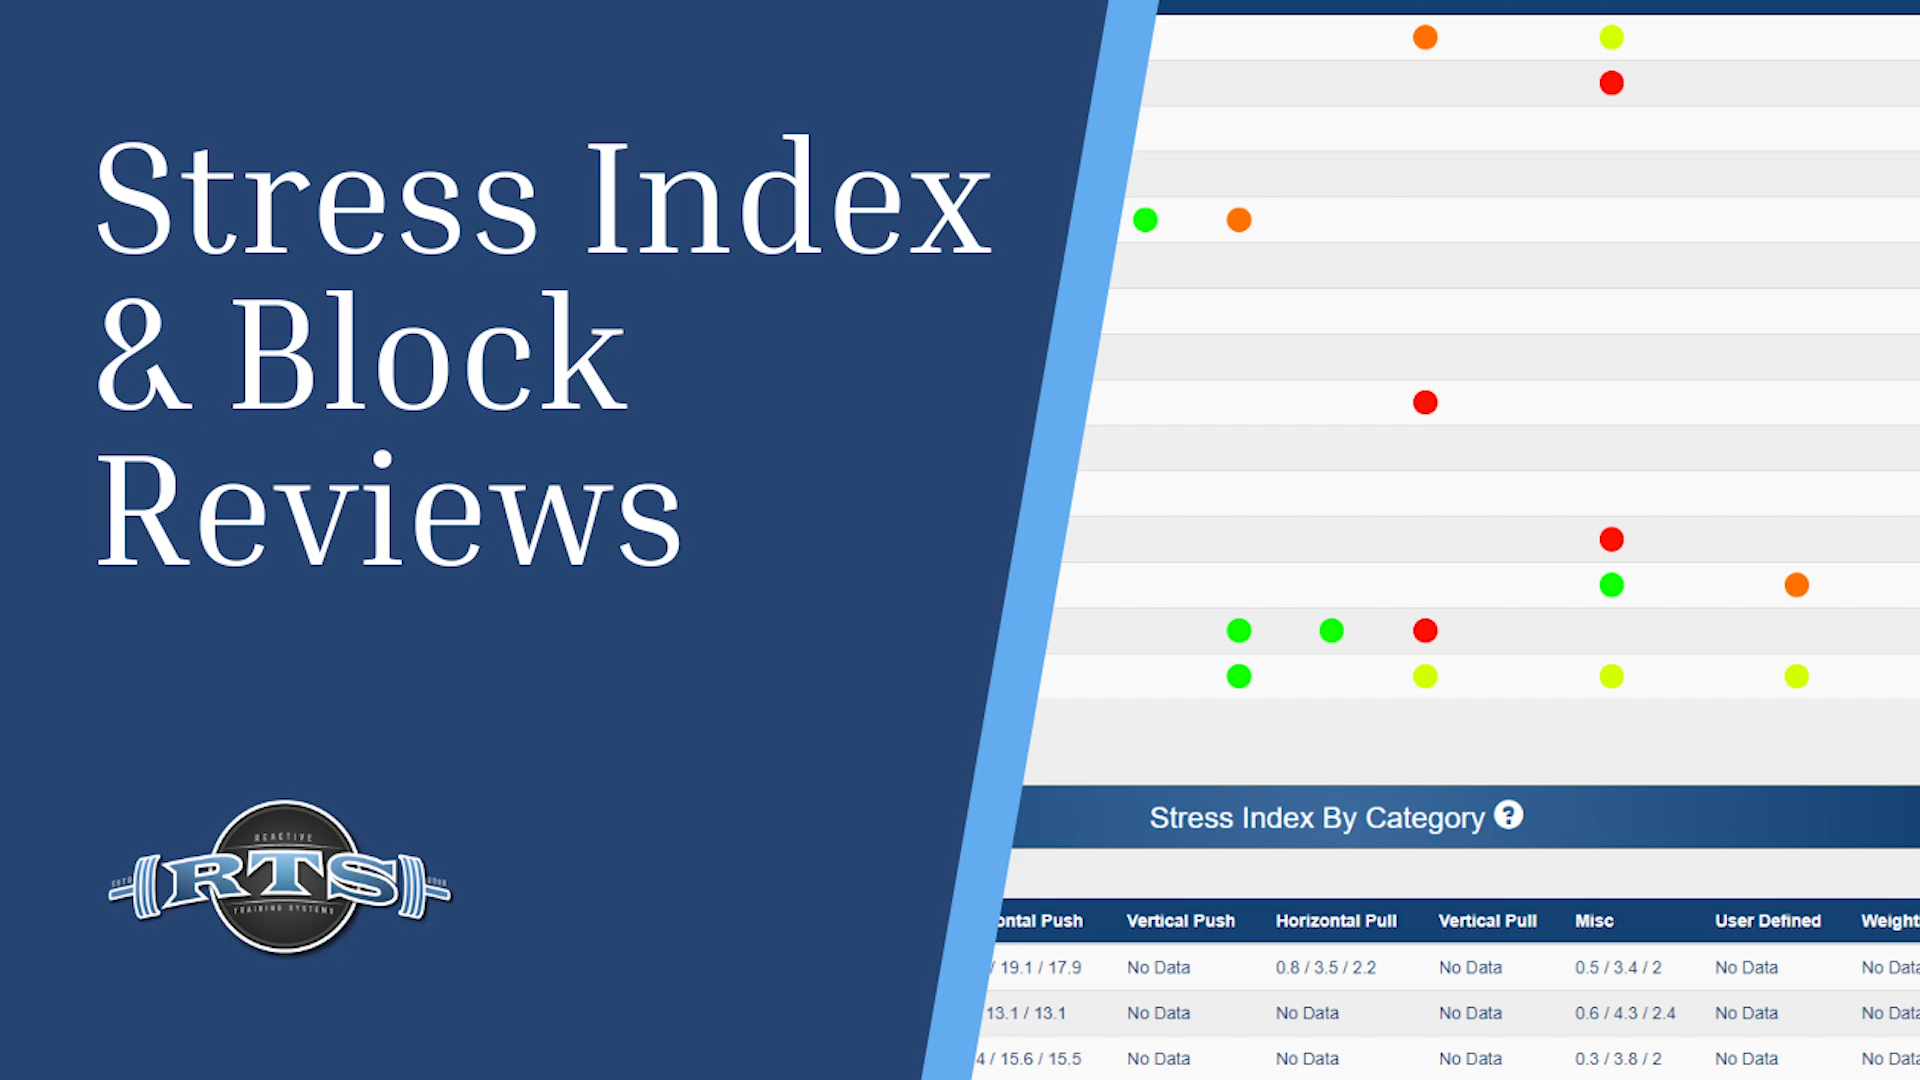 Stress Index
& Block
Reviews
REACTIVE
RTS
TRAINING SYSTEMS
Stress Index By Category ?
ontal Push Vertical Push Horizontal Pull Vertical Pull Misc User Defined Weight
/ 19.1 / 17.9 No Data 0.8 / 3.5 / 2.2 No Data 0.5 / 3.4 / 2 No Data No Data
13.1 / 13.1 No Data No Data No Data 0.6 / 4.3 / 2.4 No Data No Data
4 / 15.6 / 15.5 No Data No Data No Data 0.3 / 3.8 / 2 No Data No Data